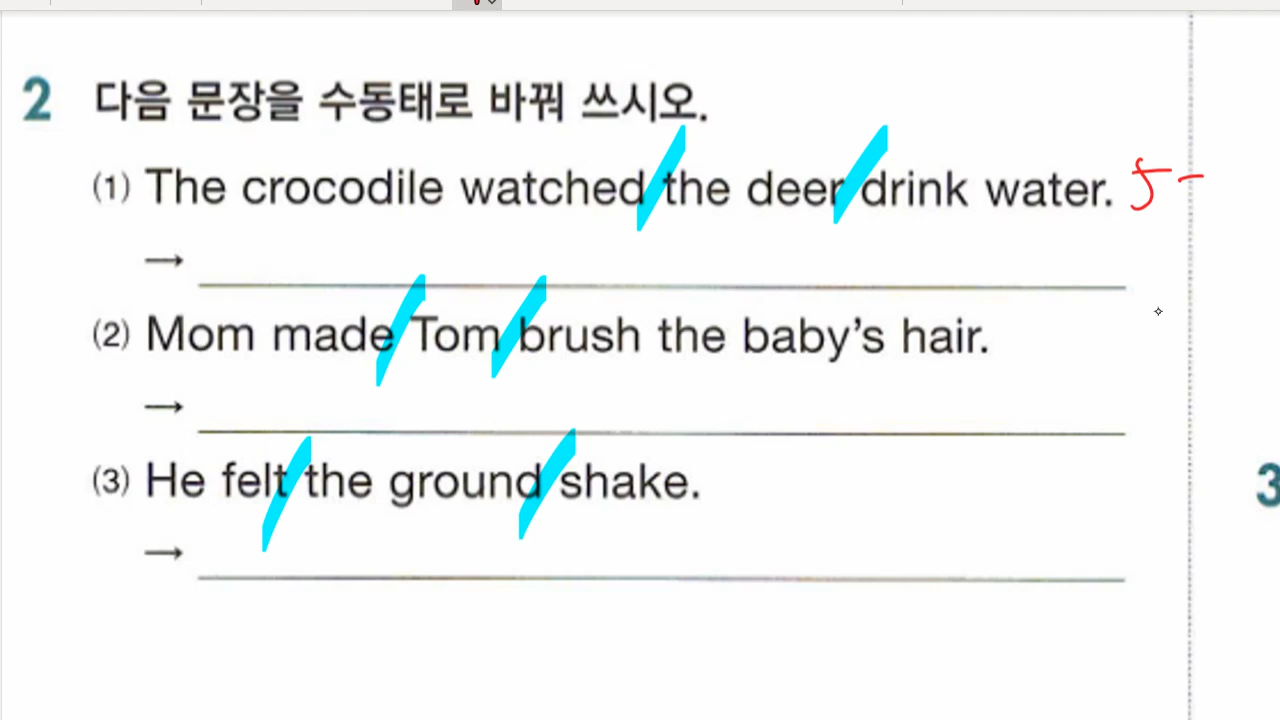 2 다음 문장을 수동태로 바꿔 쓰시오.
(1) The crocodile watched the deer drink water. 5-
→
(2) Mom made Tom brush the baby's hair.
→
(3) He felt the ground shake.
→
3